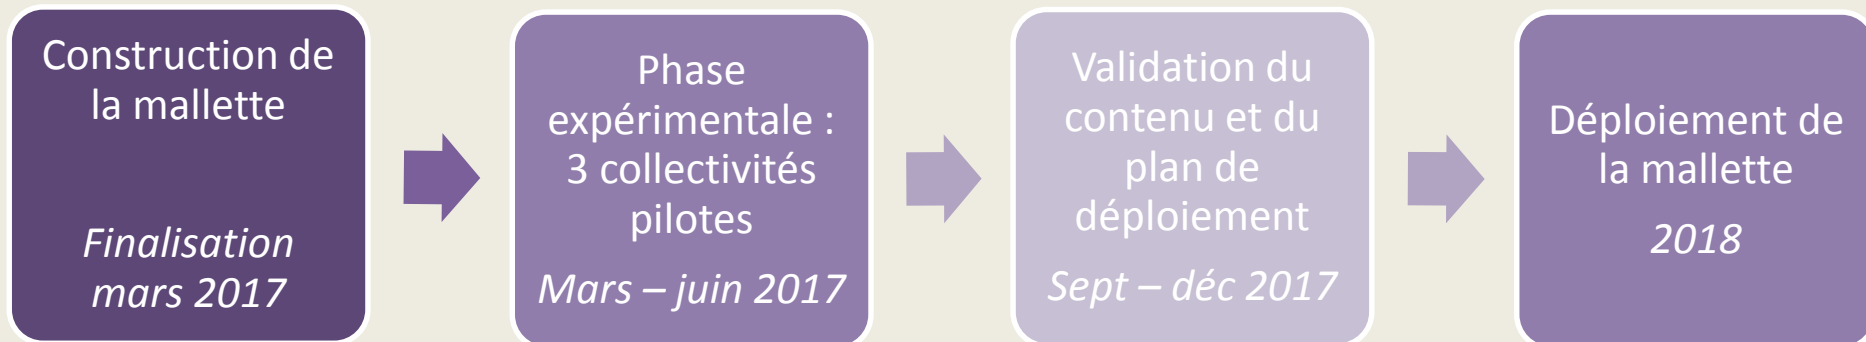 Construction de
la mallette
Finalisation
mars 2017
Phase
expérimentale :
3 collectivités
pilotes
Mars – juin 2017
Validation du
contenu et du
plan de
déploiement
Sept – déc 2017
Déploiement de
la mallette
2018